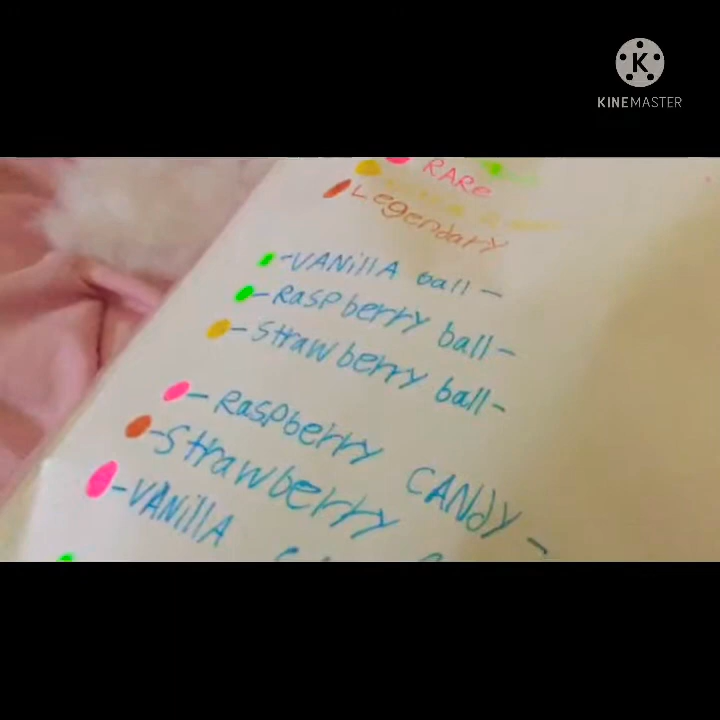 KINEMASTER
RARe
Legendary
-VANillA ball-
-RASPberry ball-
-Strawberry ball-
-RaspberrY CANdY-
-Strawberry
-VANillA